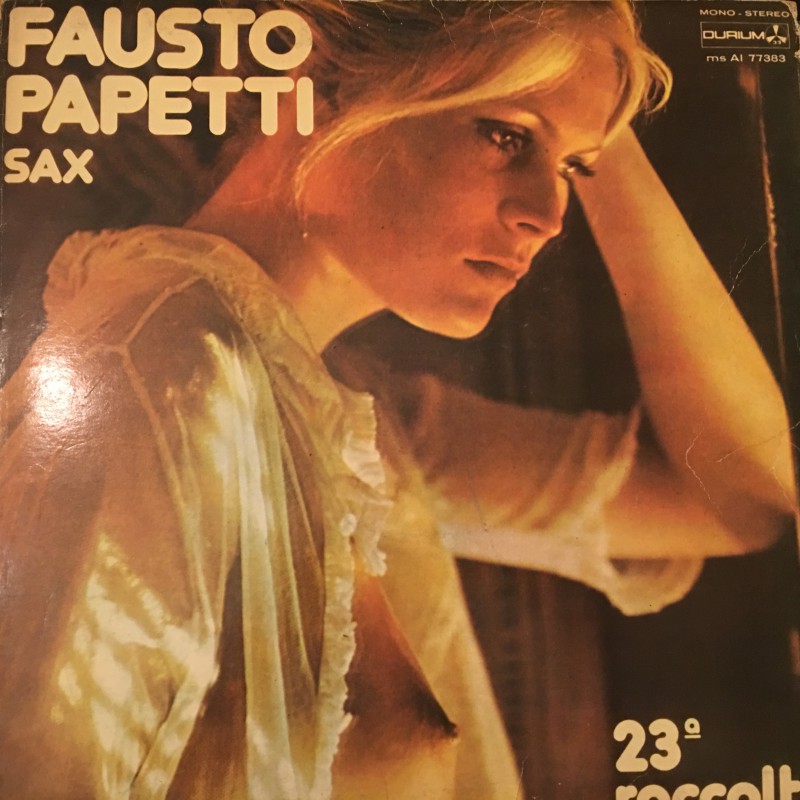 FAUSTO
PAPETTI
SAX
MONO - STEREO
DURIUM
ms AI 77383
23ª